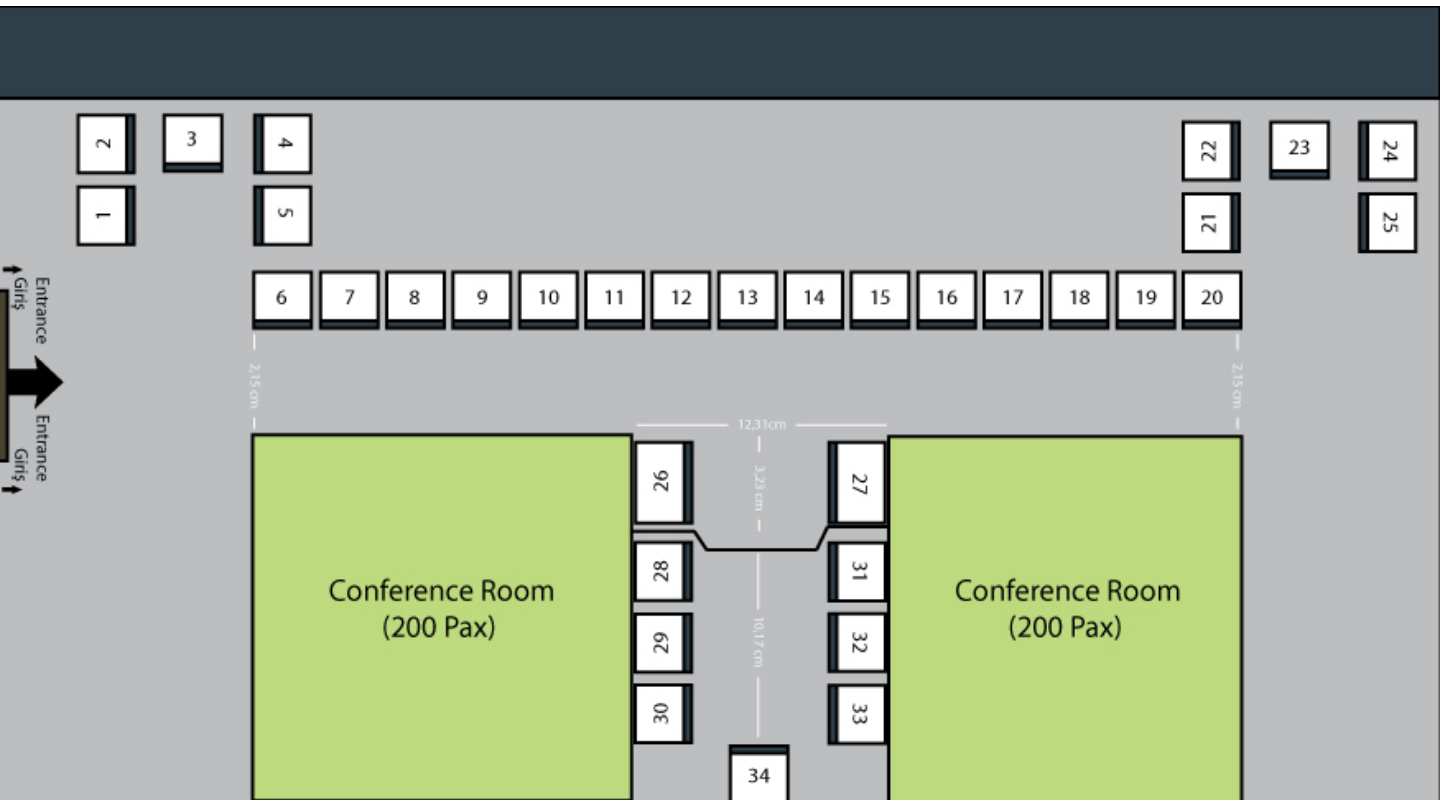 2
3
4
22
23
24
1
5
21
25
Entrance
Giriş
6 7 8 9 10 11 12 13 14 15 16 17 18 19 20
2,15 cm
2,15 cm
Entrance
Giriş
12,31cm
26
3,23 cm
27
28
31
Conference Room
(200 Pax)
Conference Room
(200 Pax)
29
10,17 cm
32
30
33
34